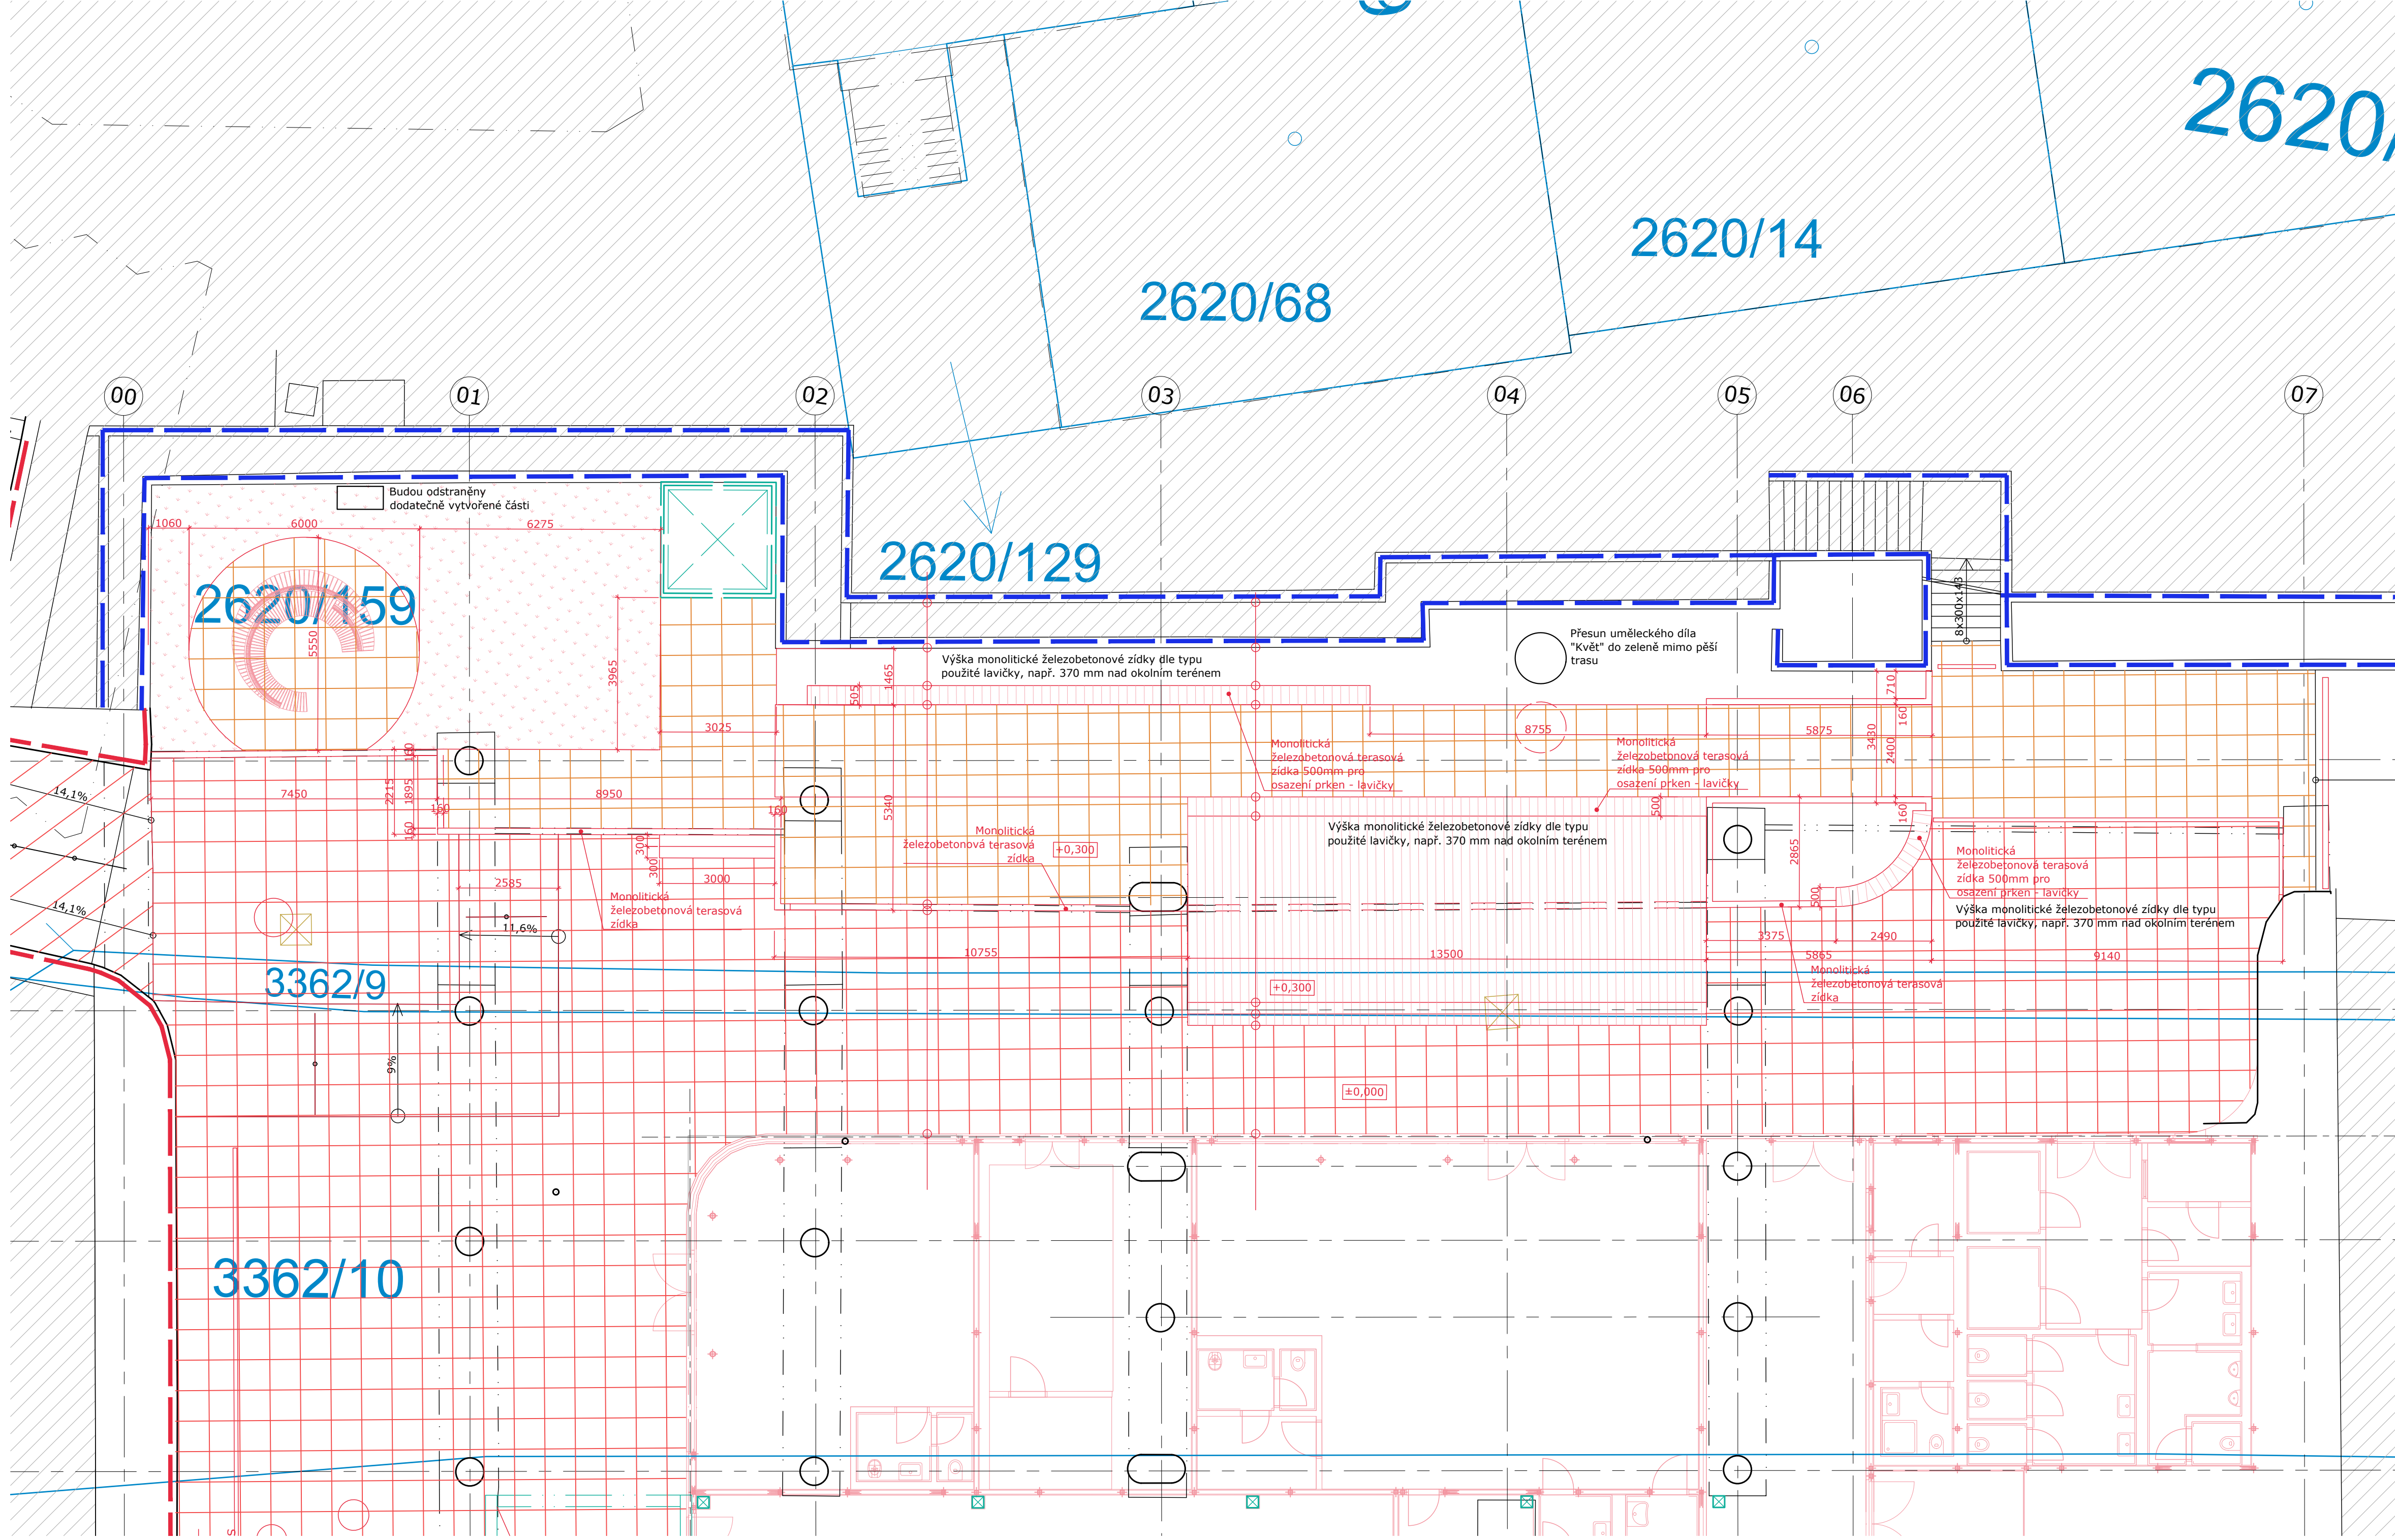 2620/
2620/14
2620/68
00
01
02
03
04
05
06
07
Budou odstraněny
dodatečně vytvořené části
1060
6000
6275
2620/129
2620/159
5550
3965
8x300x143
Přesun uměleckého díla
"Květ" do zeleně mimo pěší
trasu
Výška monolitické železobetonové zídky dle typu
použité lavičky, např. 370 mm nad okolním terénem
1465
505
710
160
3025
8755
5875
3430
2400
Monolitická
železobetonová terasová
zídka 500mm pro
osazení prken - lavičky
Monolitická
železobetonová terasová
zídka 500mm pro
osazení prken - lavičky
160
2215
1895
14,1%
7450
8950
160
160
160
5340
500
160
300
300
Monolitická
železobetonová terasová
zídka
+0,300
Výška monolitické železobetonové zídky dle typu
použité lavičky, např. 370 mm nad okolním terénem
2865
Monolitická
železobetonová terasová
zídka 500mm pro
osazení prken - lavičky
2585
3000
500
Monolitická
železobetonová terasová
zídka
14,1%
11,6%
Výška monolitické železobetonové zídky dle typu
použité lavičky, např. 370 mm nad okolním terénem
3375
2490
10755
13500
5865
9140
Monolitická
železobetonová terasová
zídka
3362/9
+0,300
9%
±0,000
3362/10